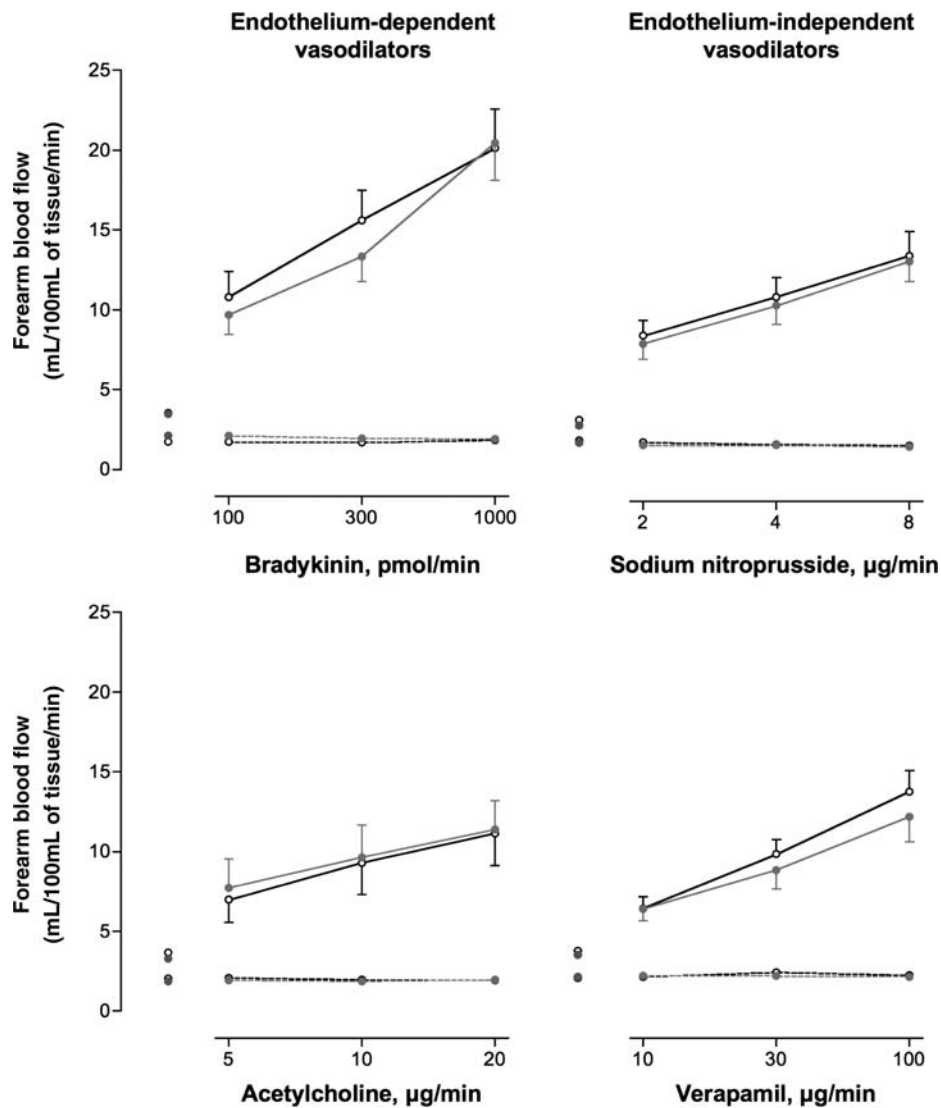 Endothelium-dependent
vasodilators
Endothelium-independent
vasodilators
Forearm blood flow
(mL/100mL of tissue/min)
25
20
15
10
5
0
100 300 1000
Bradykinin, pmol/min
2 4 8
Sodium nitroprusside, µg/min
Forearm blood flow
(mL/100mL of tissue/min)
25
20
15
10
5
0
5 10 20
Acetylcholine, µg/min
10 30 100
Verapamil, µg/min